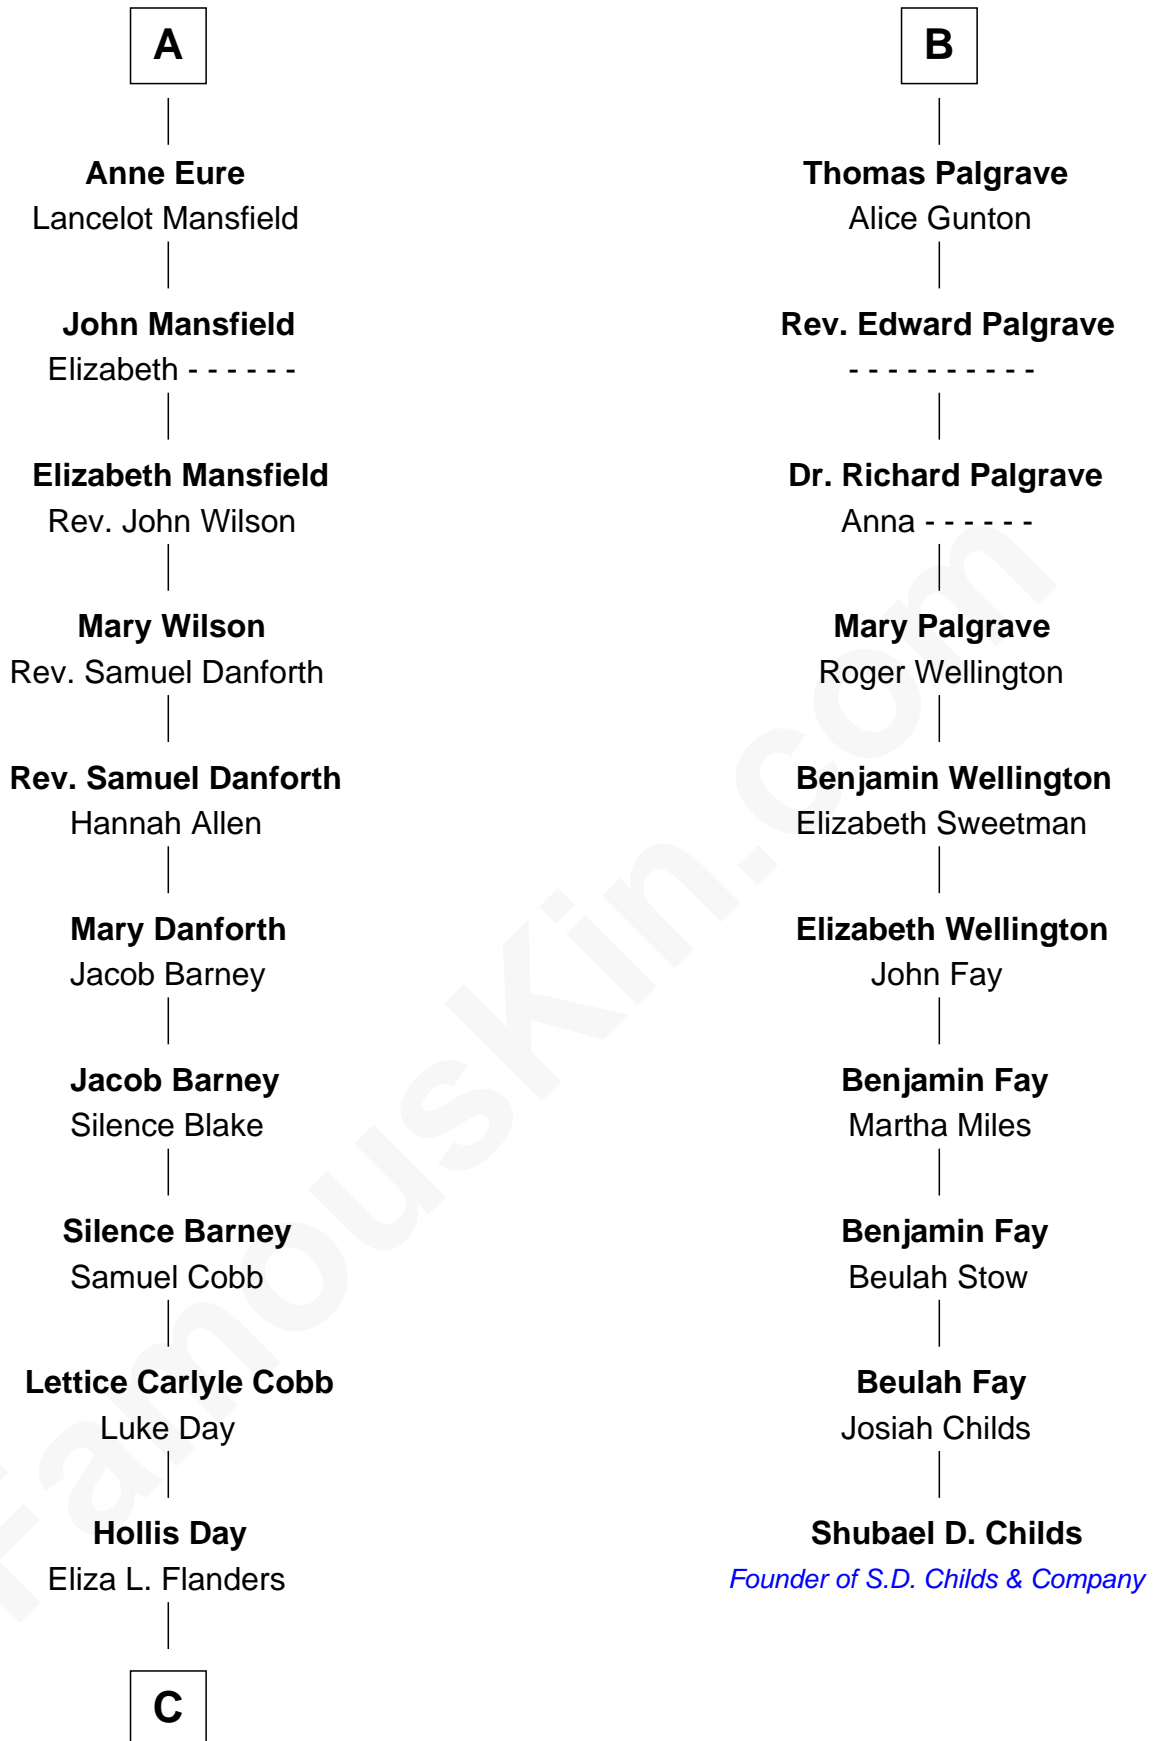 A
Anne Eure
Lancelot Mansfield
John Mansfield
Elizabeth - - - - - -
Elizabeth Mansfield
Rev. John Wilson
Mary Wilson
Rev. Samuel Danforth
Rev. Samuel Danforth
Hannah Allen
Mary Danforth
Jacob Barney
Jacob Barney
Silence Blake
Silence Barney
Samuel Cobb
Lettice Carlyle Cobb
Luke Day
Hollis Day
Eliza L. Flanders
C
B
Thomas Palgrave
Alice Gunton
Rev. Edward Palgrave
- - - - - - - - - -
Dr. Richard Palgrave
Anna - - - - - -
Mary Palgrave
Roger Wellington
Benjamin Wellington
Elizabeth Sweetman
Elizabeth Wellington
John Fay
Benjamin Fay
Martha Miles
Benjamin Fay
Beulah Stow
Beulah Fay
Josiah Childs
Shubael D. Childs
Founder of S.D. Childs & Company
FamousKin.com